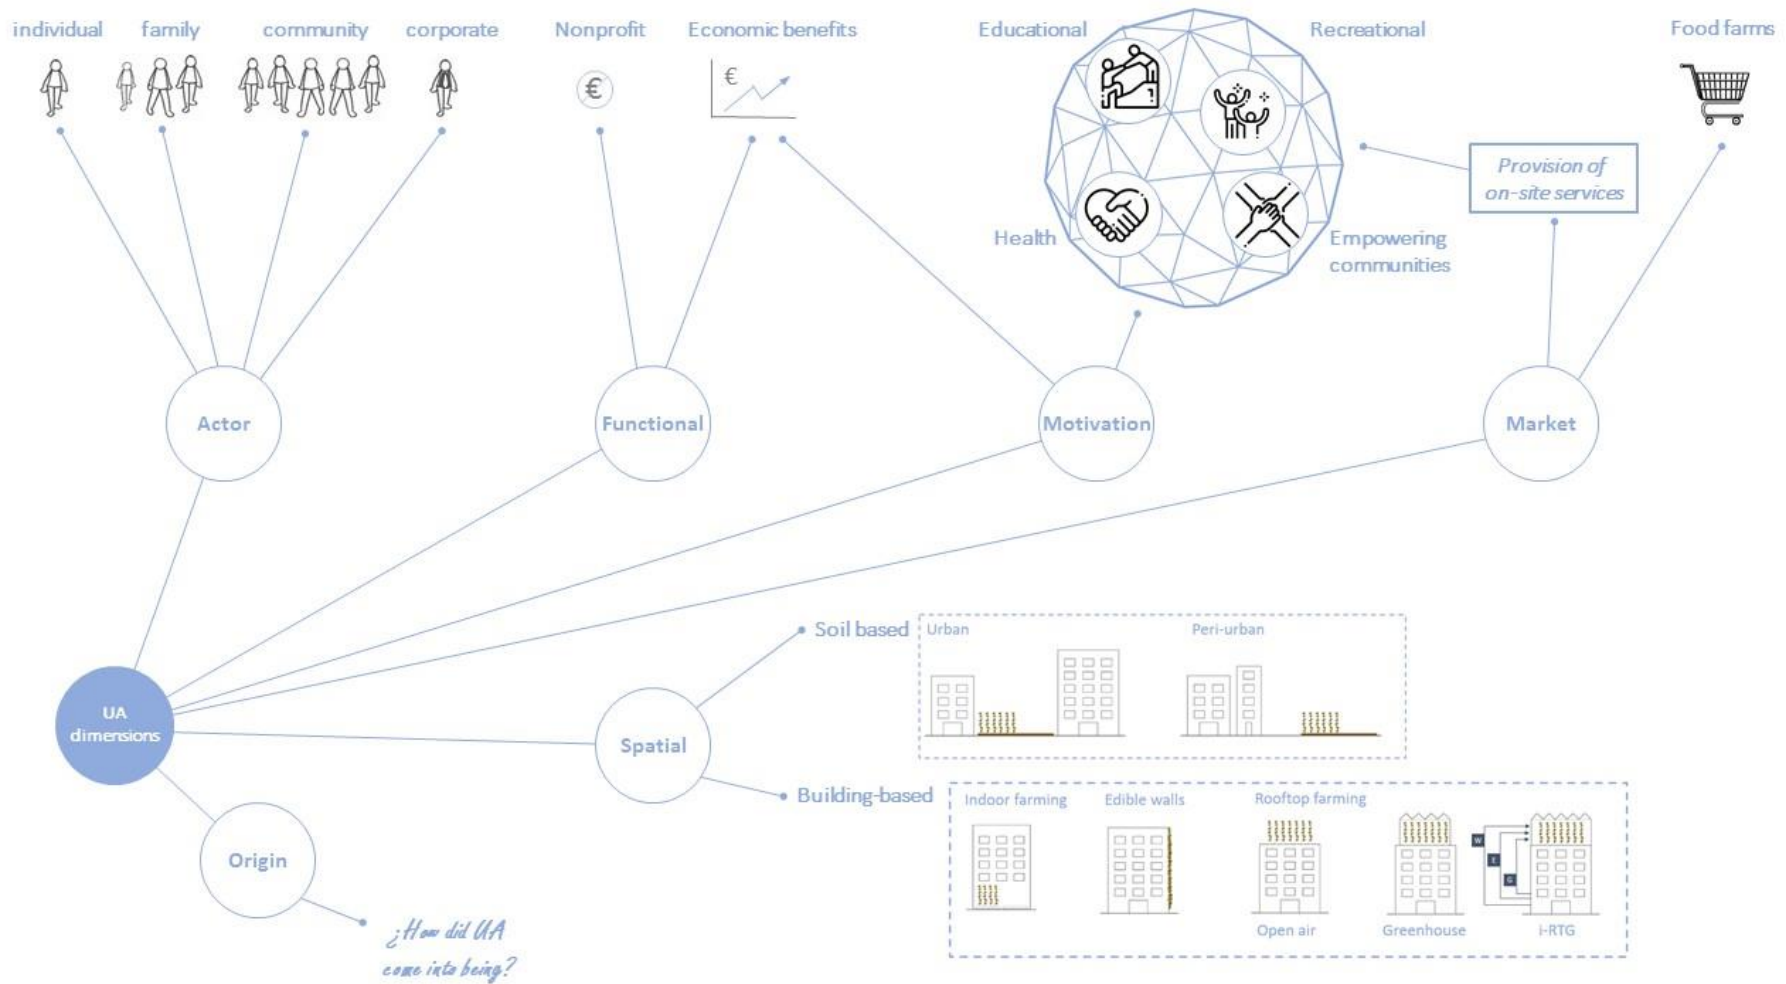 individual
family
community
corporate
Nonprofit
Economic benefits
Educational
Recreational
Food farms
€
€
Provision of
on-site services
Health
Empowering
communities
Actor
Functional
Motivation
Market
UA
dimensions
Soil based
Urban
Peri-urban
Spatial
Building-based
Indoor farming
Edible walls
Rooftop farming
W
E
G
Open air
Greenhouse
i-RTG
Origin
¿How did UA
come into being?